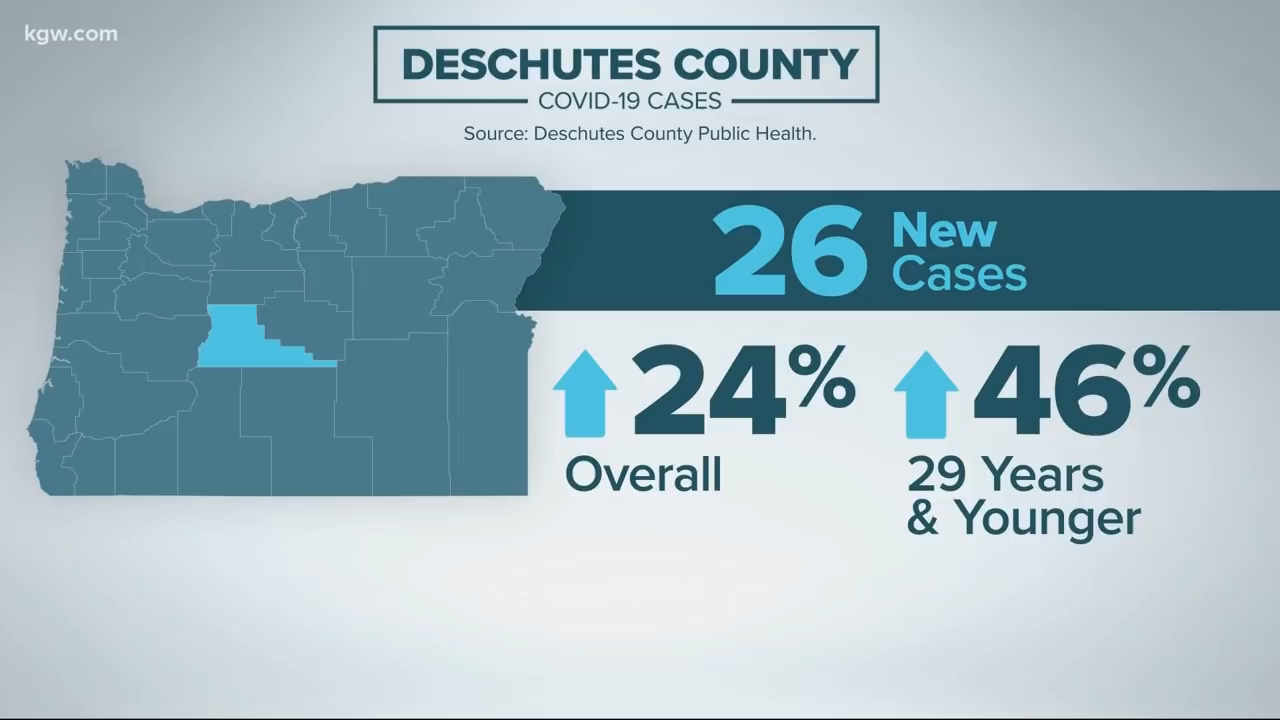 kgw.com
DESCHUTES COUNTY
COVID-19 CASES
Source: Deschutes County Public Health.
26 New
Cases
24%
Overall
46%
29 Years
& Younger